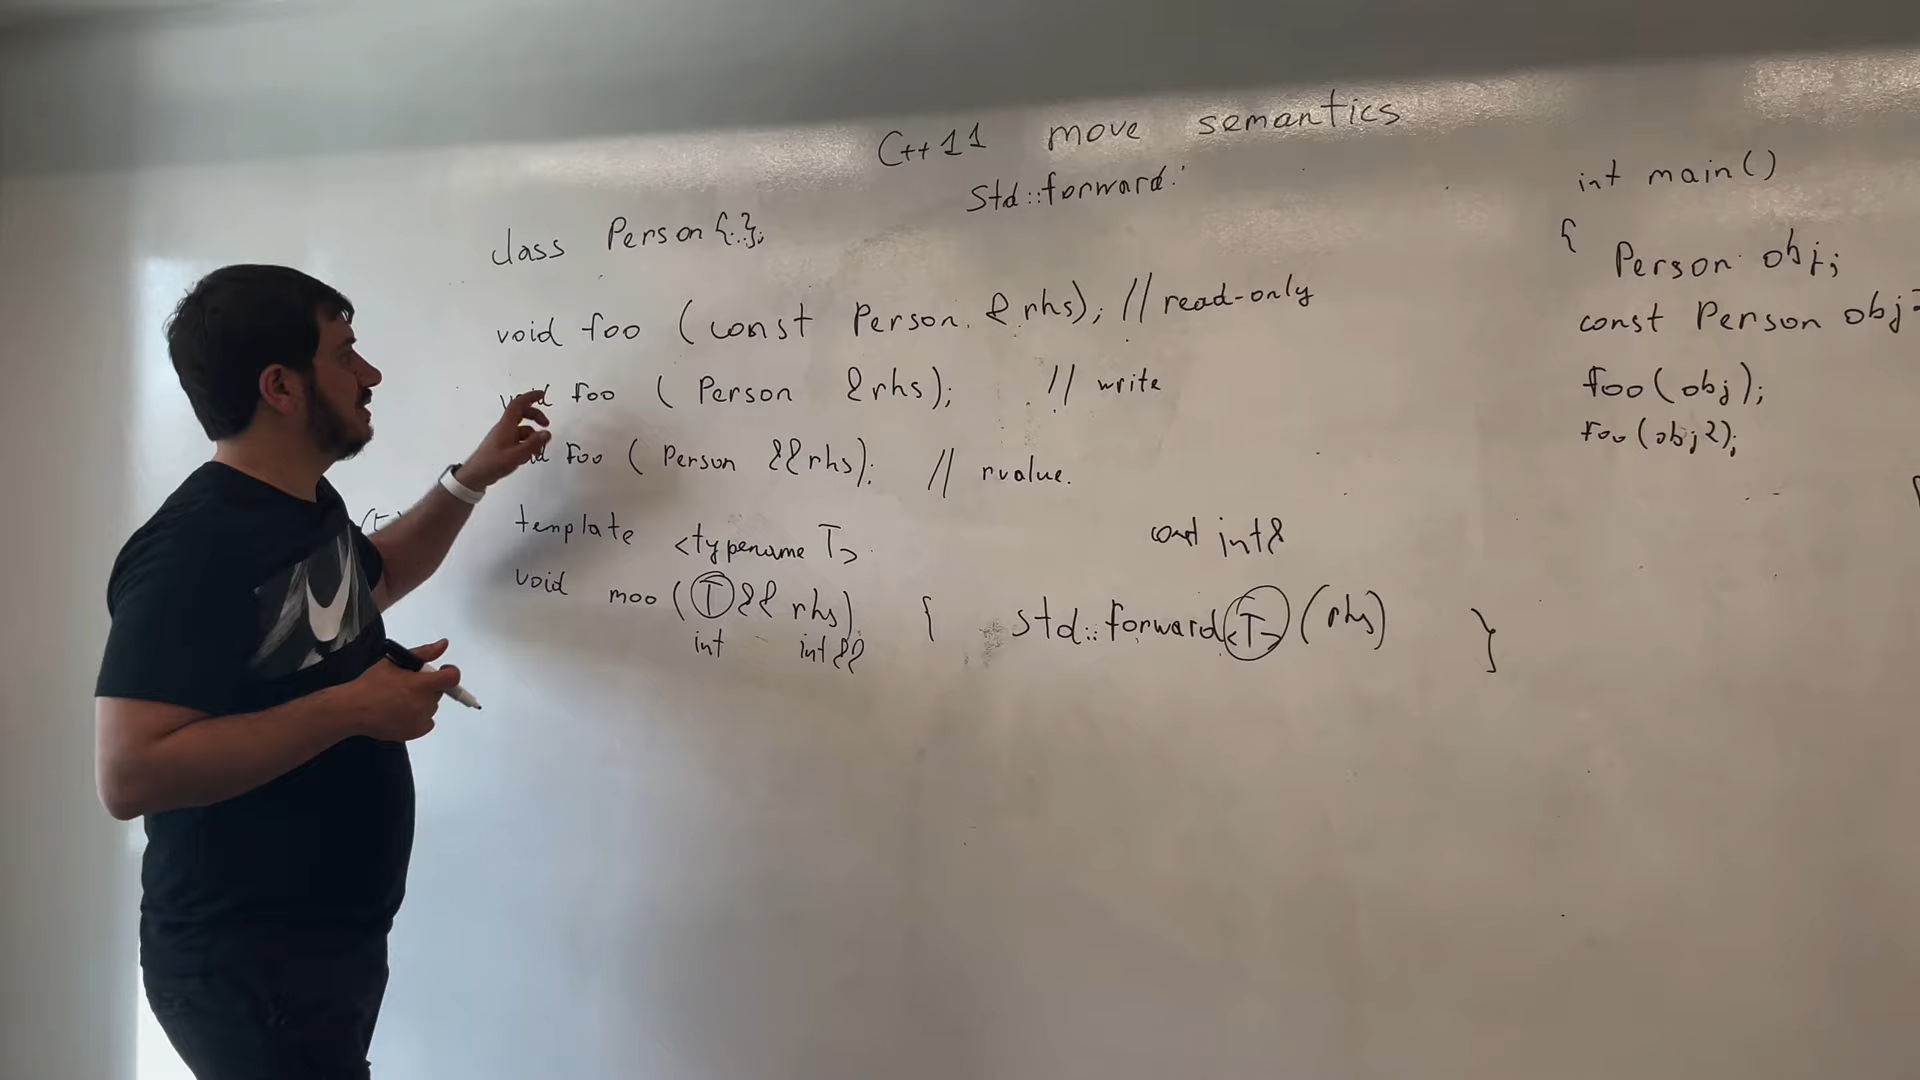 C++11 move semantics
std::forward
class Person{..};
void foo (const Person &rhs); // read-only
void foo ( Person &rhs); // write
foo ( Person &&rhs); // rvalue.
template <typename T>
const int&
void moo ( T && rhs) { std::forward<T> (rhs) }
int int&&
int main()
{ Person obj;
const Person obj2
foo(obj);
foo(obj2);